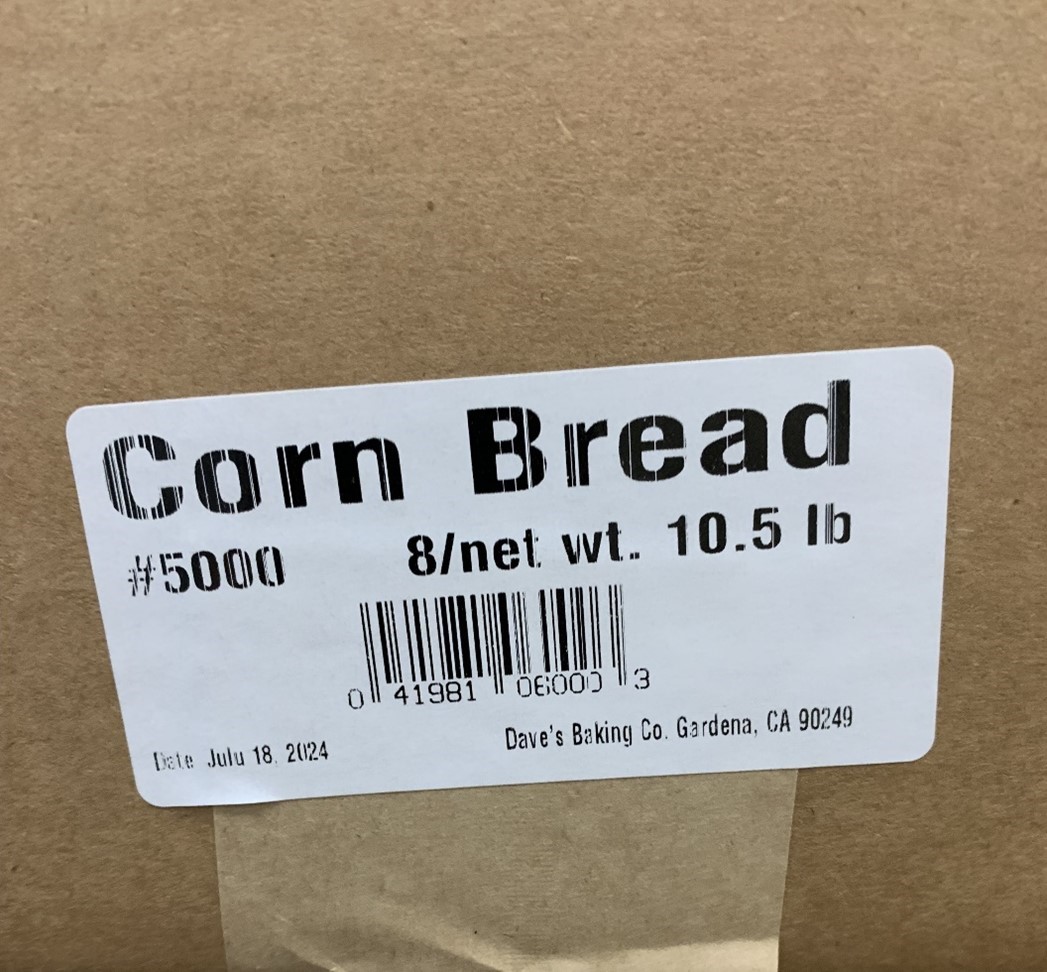 Corn Bread
#5000 8/net wt. 10.5 lb
0 41981 06000 3
Date July 18, 2024 Dave's Baking Co. Gardena, CA 90249